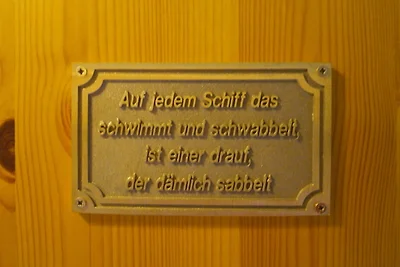 Auf jedem Schiff das
schwimmt und schwabbelt,
ist einer drauf,
der dämlich sabbelt